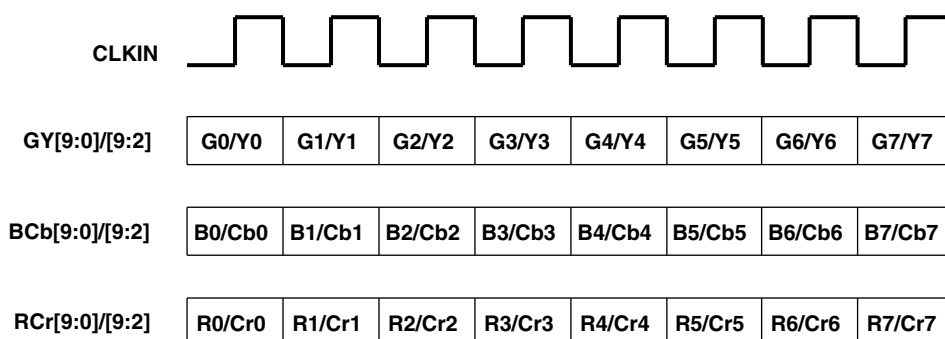 CLKIN
GY[9:0]/[9:2] G0/Y0 G1/Y1 G2/Y2 G3/Y3 G4/Y4 G5/Y5 G6/Y6 G7/Y7
BCb[9:0]/[9:2] B0/Cb0 B1/Cb1 B2/Cb2 B3/Cb3 B4/Cb4 B5/Cb5 B6/Cb6 B7/Cb7
RCr[9:0]/[9:2] R0/Cr0 R1/Cr1 R2/Cr2 R3/Cr3 R4/Cr4 R5/Cr5 R6/Cr6 R7/Cr7